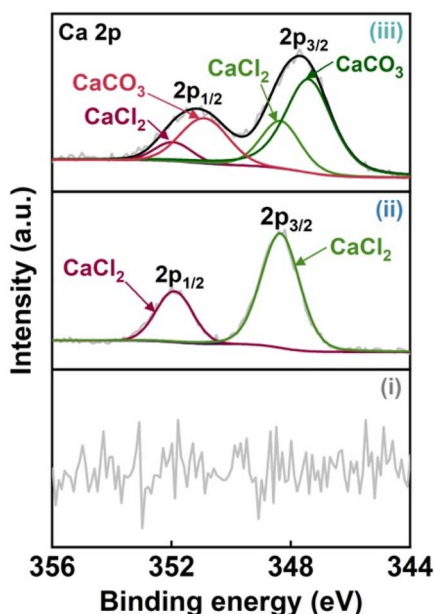 Ca 2p
(iii)
2p3/2
CaCl2
CaCO3
CaCO3
2p1/2
CaCl2
(ii)
2p3/2
CaCl2
CaCl2
2p1/2
(i)
Intensity (a.u.)
356 352 348 344
Binding energy (eV)